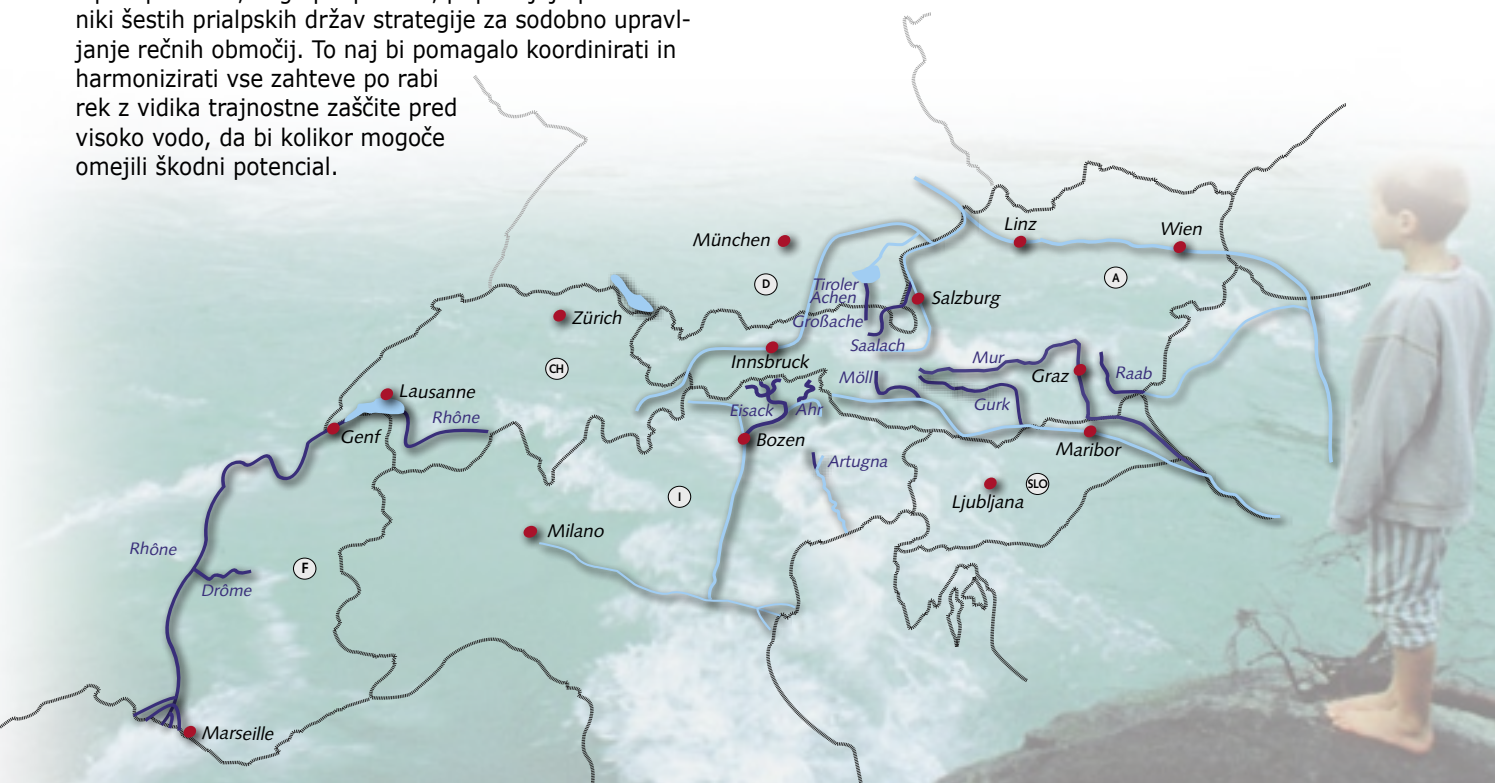 niki šestih prialpskih držav strategije za sodobno upravl-
janje rečnih območij. To naj bi pomagalo koordinirati in
harmonizirati vse zahteve po rabi
rek z vidika trajnostne zaščite pred
visoko vodo, da bi kolikor mogoče
omejili škodni potencial.
Linz
Wien
München
D
A
Tiroler
Achen
Salzburg
Großache
Zürich
Saalach
Innsbruck
Mur
CH
Möll
Graz
Raab
Lausanne
Gurk
Rhône
Eisack
Ahr
Genf
Bozen
Maribor
Artugna
SLO
I
Ljubljana
Milano
Rhône
F
Drôme
Marseille